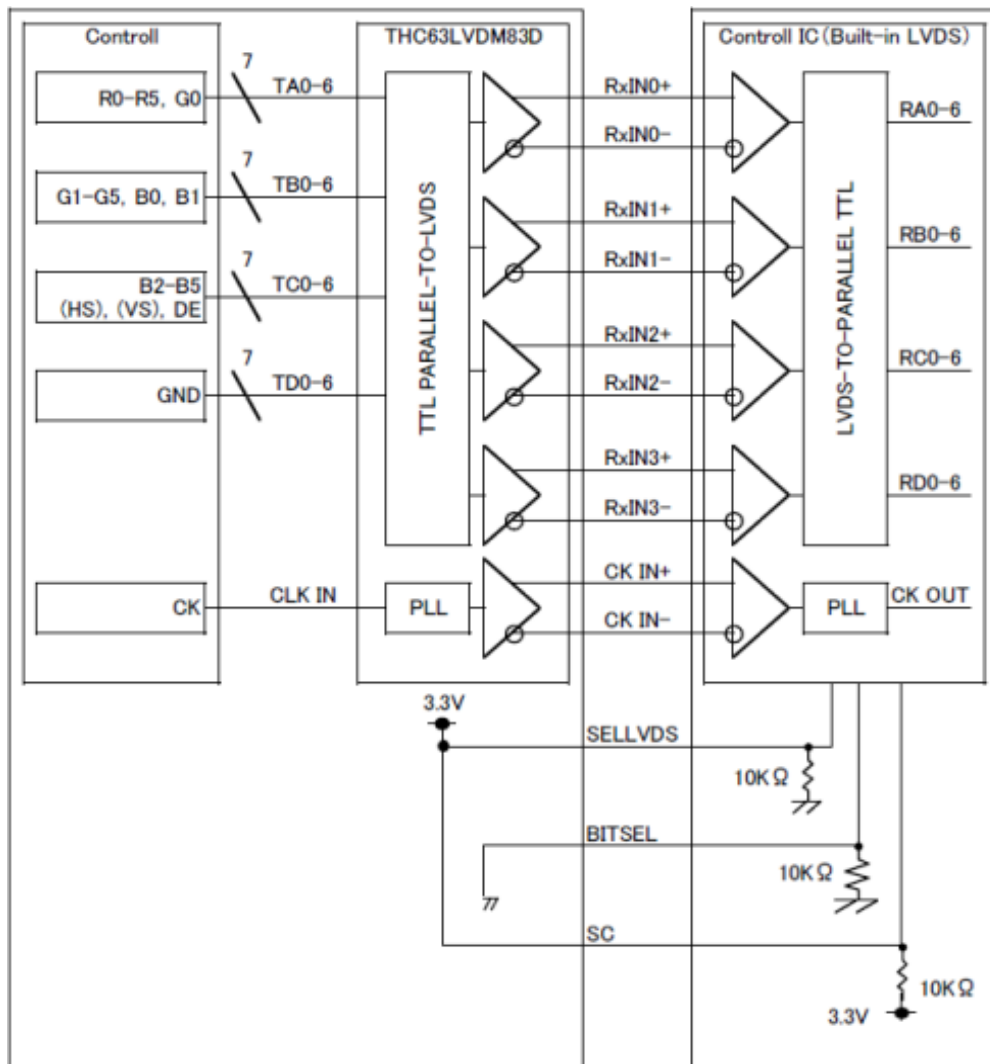 Controll
THC63LVDM83D
Controll IC(Built-in LVDS)
7
R0-R5, G0
TA0-6
RxIN0+
RA0-6
RxIN0-
7
G1-G5, B0, B1
TB0-6
RxIN1+
RB0-6
RxIN1-
7
B2-B5
(HS), (VS), DE
TC0-6
RxIN2+
RC0-6
RxIN2-
7
GND
TD0-6
RxIN3+
RD0-6
RxIN3-
TTL PARALLEL-TO-LVDS
LVDS-TO-PARALLEL TTL
CK
CLK IN
PLL
CK IN+
CK IN-
PLL
CK OUT
3.3V
SELLVDS
10KΩ
BITSEL
10KΩ
SC
10KΩ
3.3V